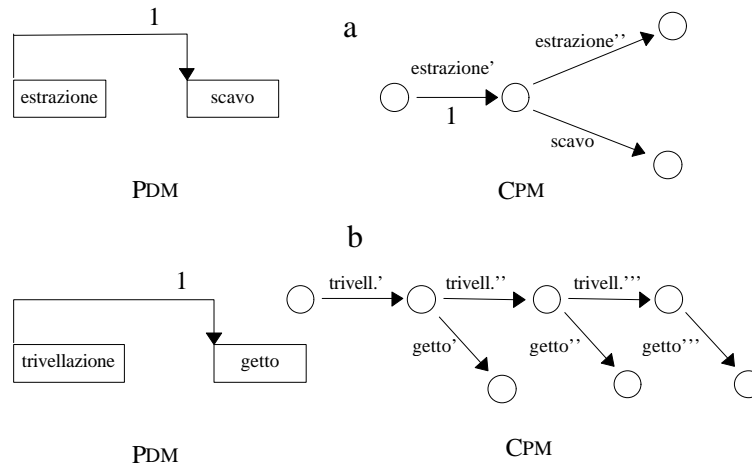 1
a
estrazione
scavo
estrazione'
1
estrazione''
scavo
PDM
CPM
b
1
trivellazione
getto
trivell.'
trivell.''
trivell.'''
getto'
getto''
getto'''
PDM
CPM